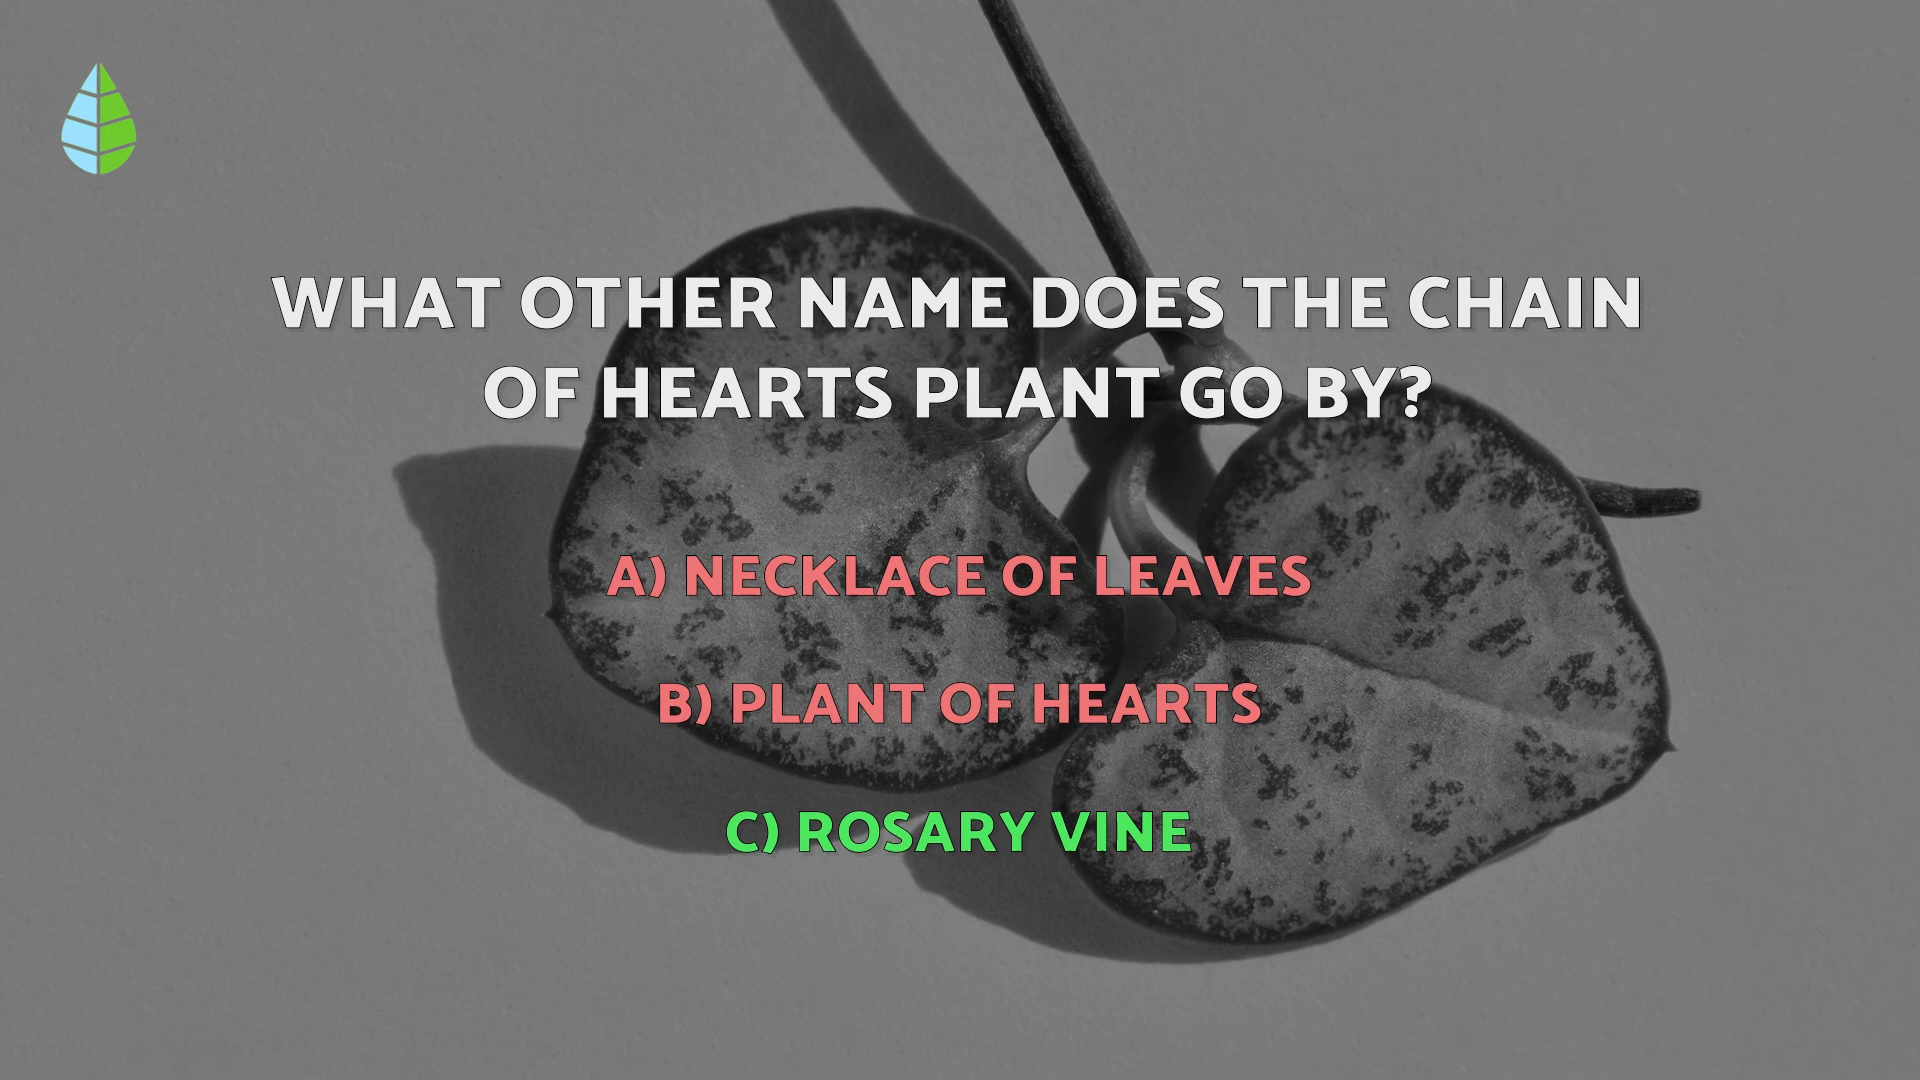 WHAT OTHER NAME DOES THE CHAIN
OF HEARTS PLANT GO BY?
A) NECKLACE OF LEAVES
B) PLANT OF HEARTS
C) ROSARY VINE